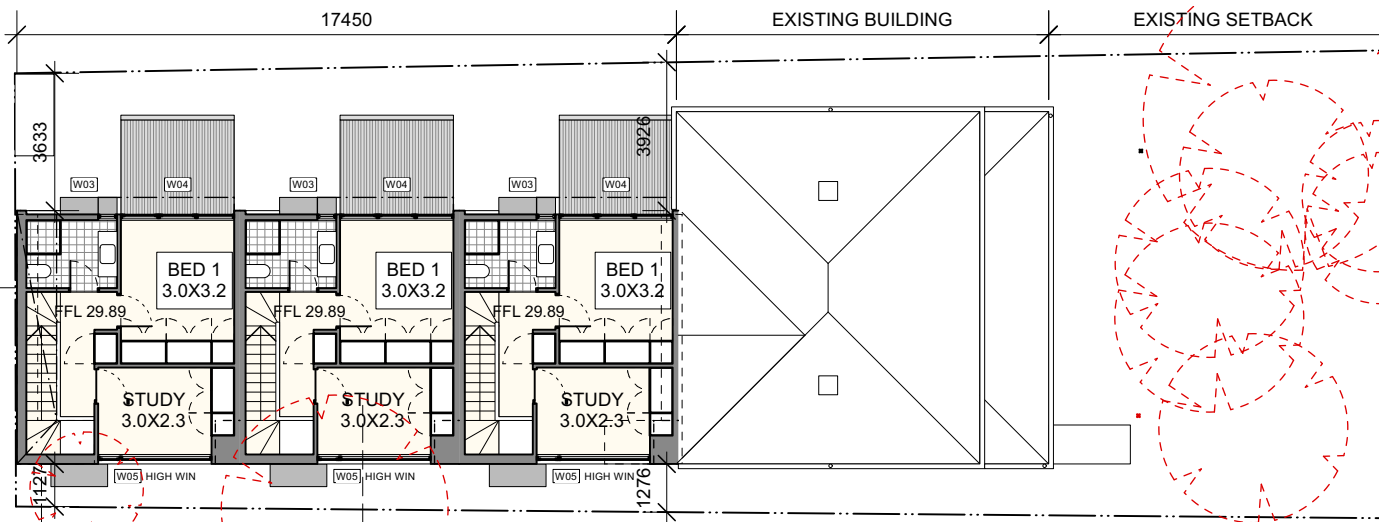 17450
EXISTING BUILDING
EXISTING SETBACK
3633
3926
W03
W04
W03
W04
W03
W04
BED 1
3.0X3.2
BED 1
3.0X3.2
BED 1
3.0X3.2
FFL 29.89
FFL 29.89
FFL 29.89
STUDY
3.0X2.3
STUDY
3.0X2.3
STUDY
3.0X2.3
1127
W05 HIGH WIN
W05 HIGH WIN
W05 HIGH WIN
1276